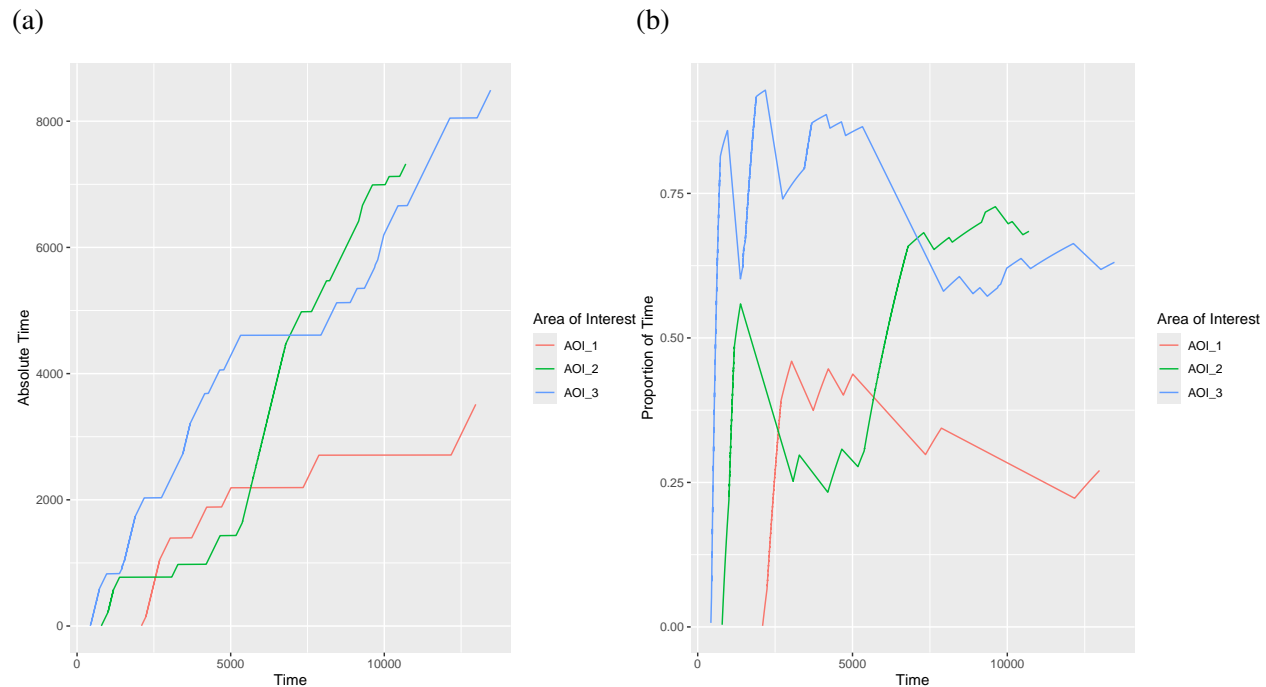 (a)
8000
6000
4000
2000
0
0 5000 10000
Time
Absolute Time
Area of Interest
AOI_1
AOI_2
AOI_3
(b)
0.75
0.50
0.25
0.00
0 5000 10000
Time
Proportion of Time
Area of Interest
AOI_1
AOI_2
AOI_3